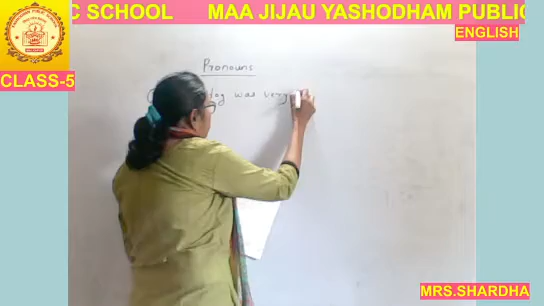 C SCHOOL MAA JIJAU YASHODHAM PUBLIC
ENGLISH
CLASS-5
Pronouns
was very
MRS.SHARDHA